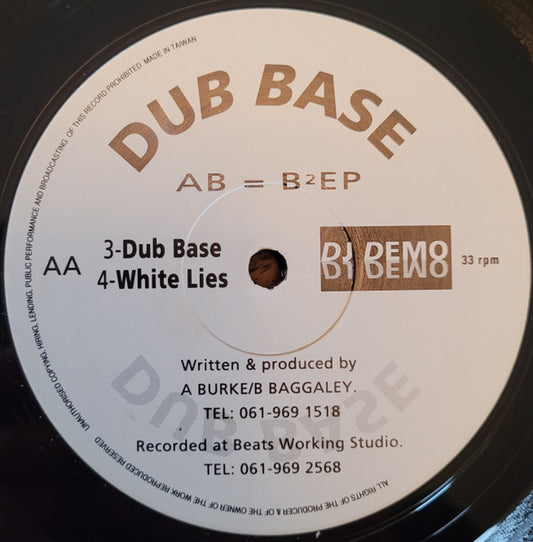 DUB BASE
AB = B²EP
AA
3-Dub Base
4-White Lies
DJ DEMO
DJ DEMO
33 rpm
Written & produced by
A BURKE/B BAGGALEY.
TEL: 061-969 1518
Recorded at Beats Working Studio.
TEL: 061-969 2568
DUB BASE
ALL RIGHTS OF THE PRODUCER & OF THE OWNER OF THE WORK REPRODUCED RESERVED UNAUTHORISED COPYING, HIRING, LENDING, PUBLIC PERFORMANCE AND BROADCASTING OF THIS RECORD PROHIBITED MADE IN TAIWAN